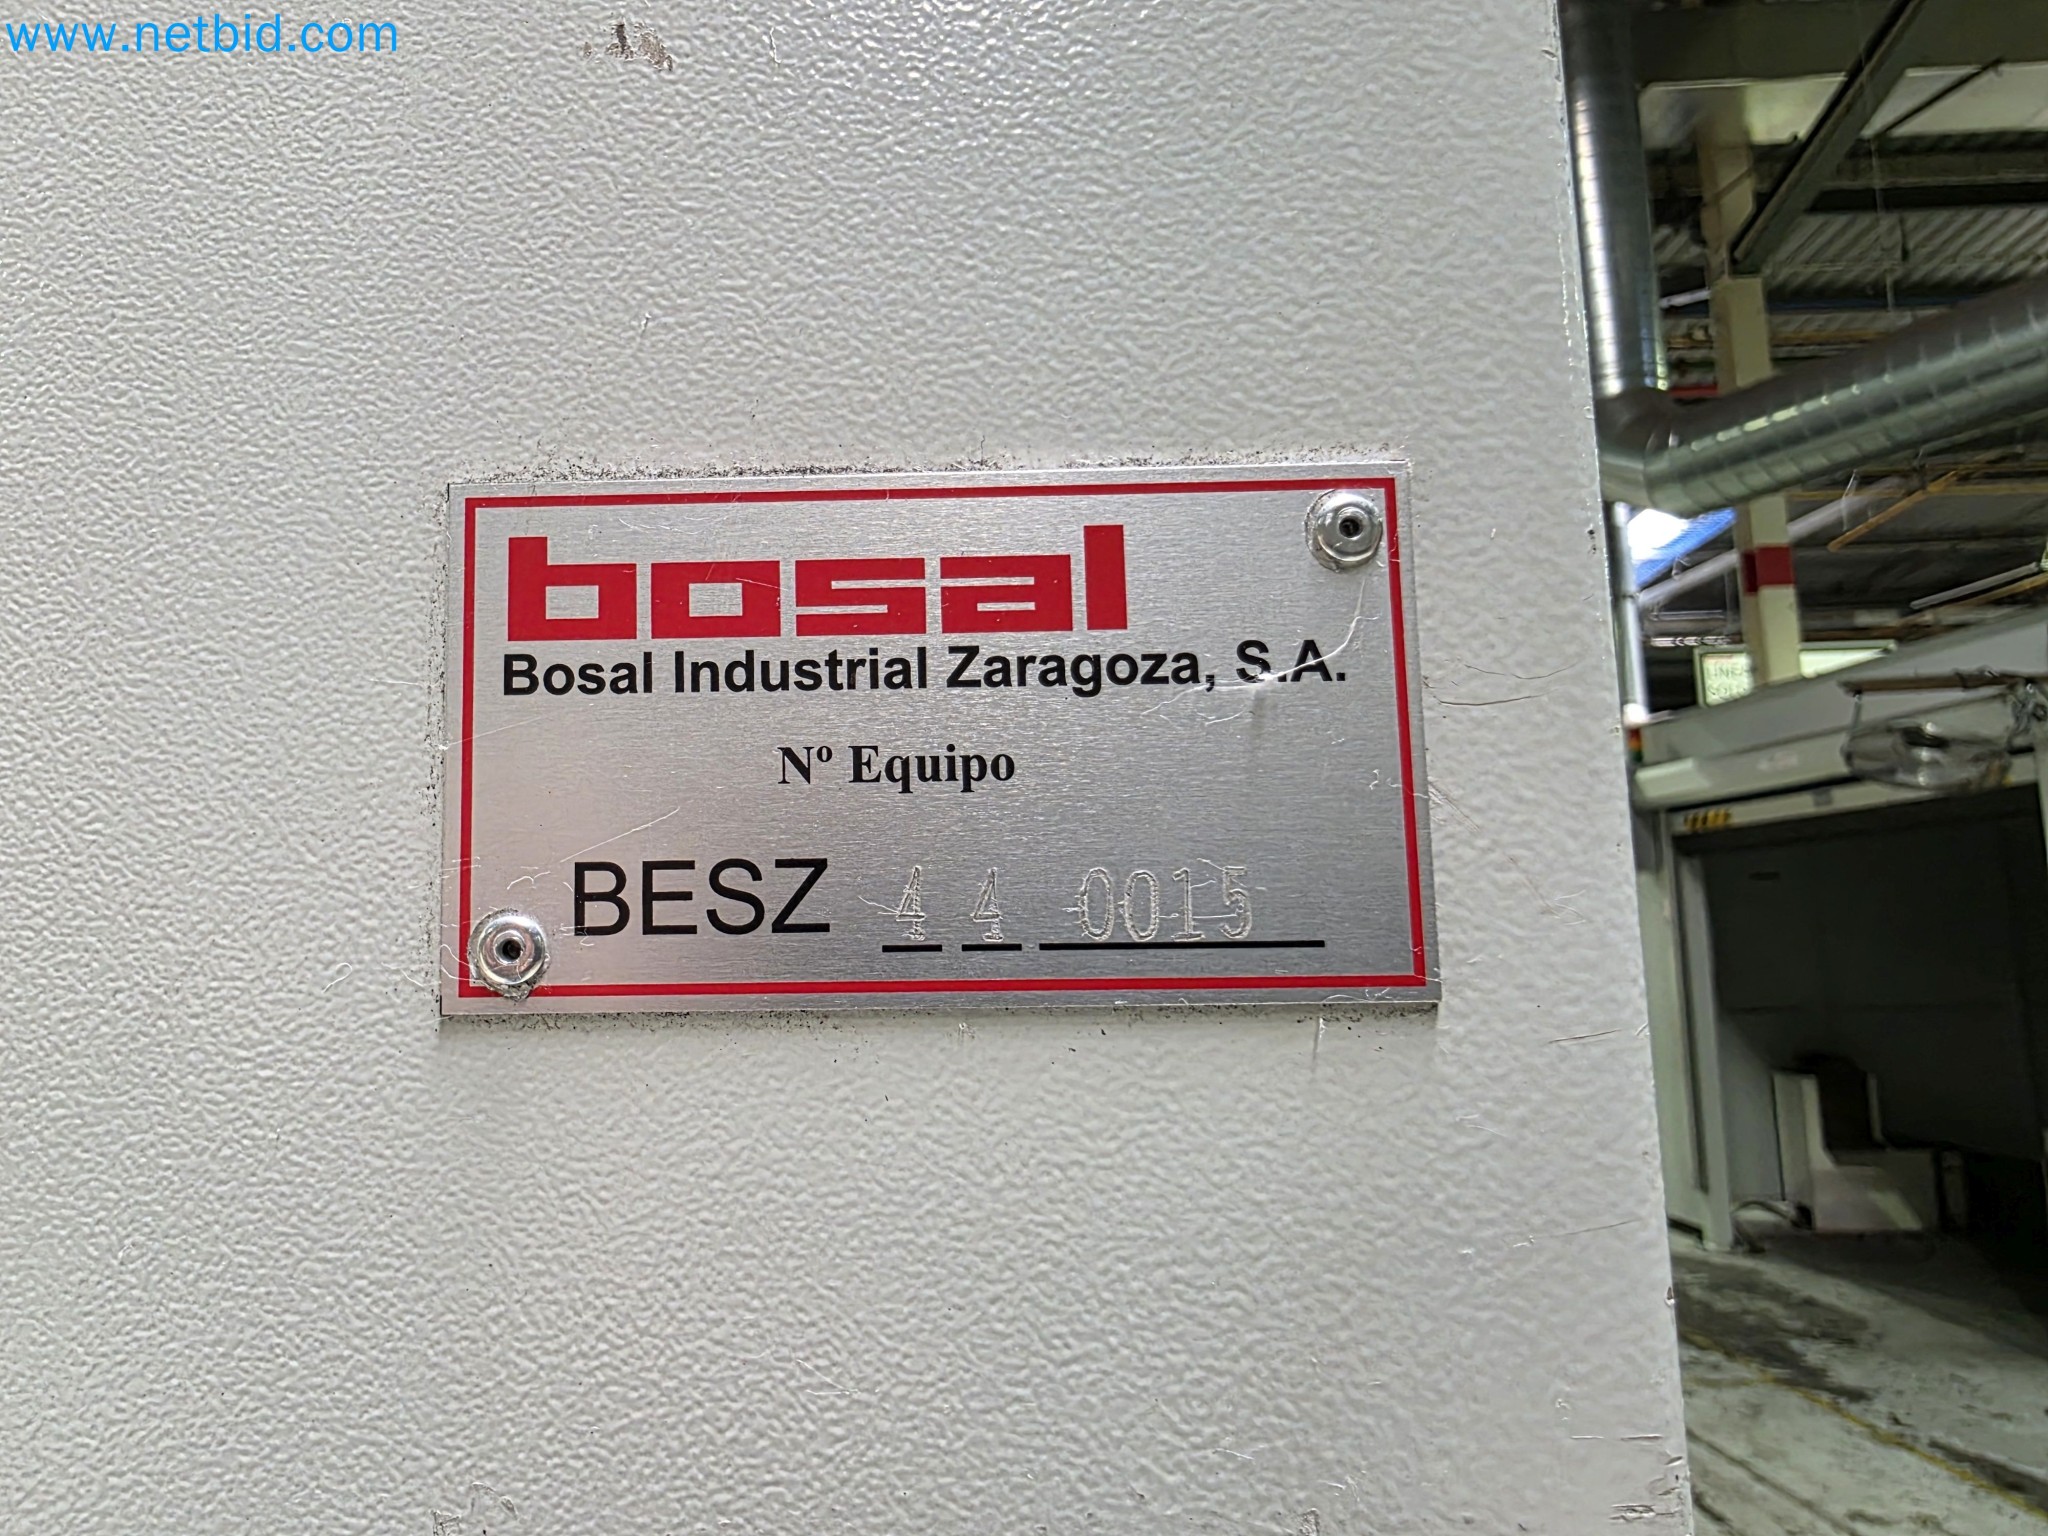 www.netbid.com
bosal
Bosal Industrial Zaragoza, S.A.
Nº Equipo
BESZ 4 4 0015